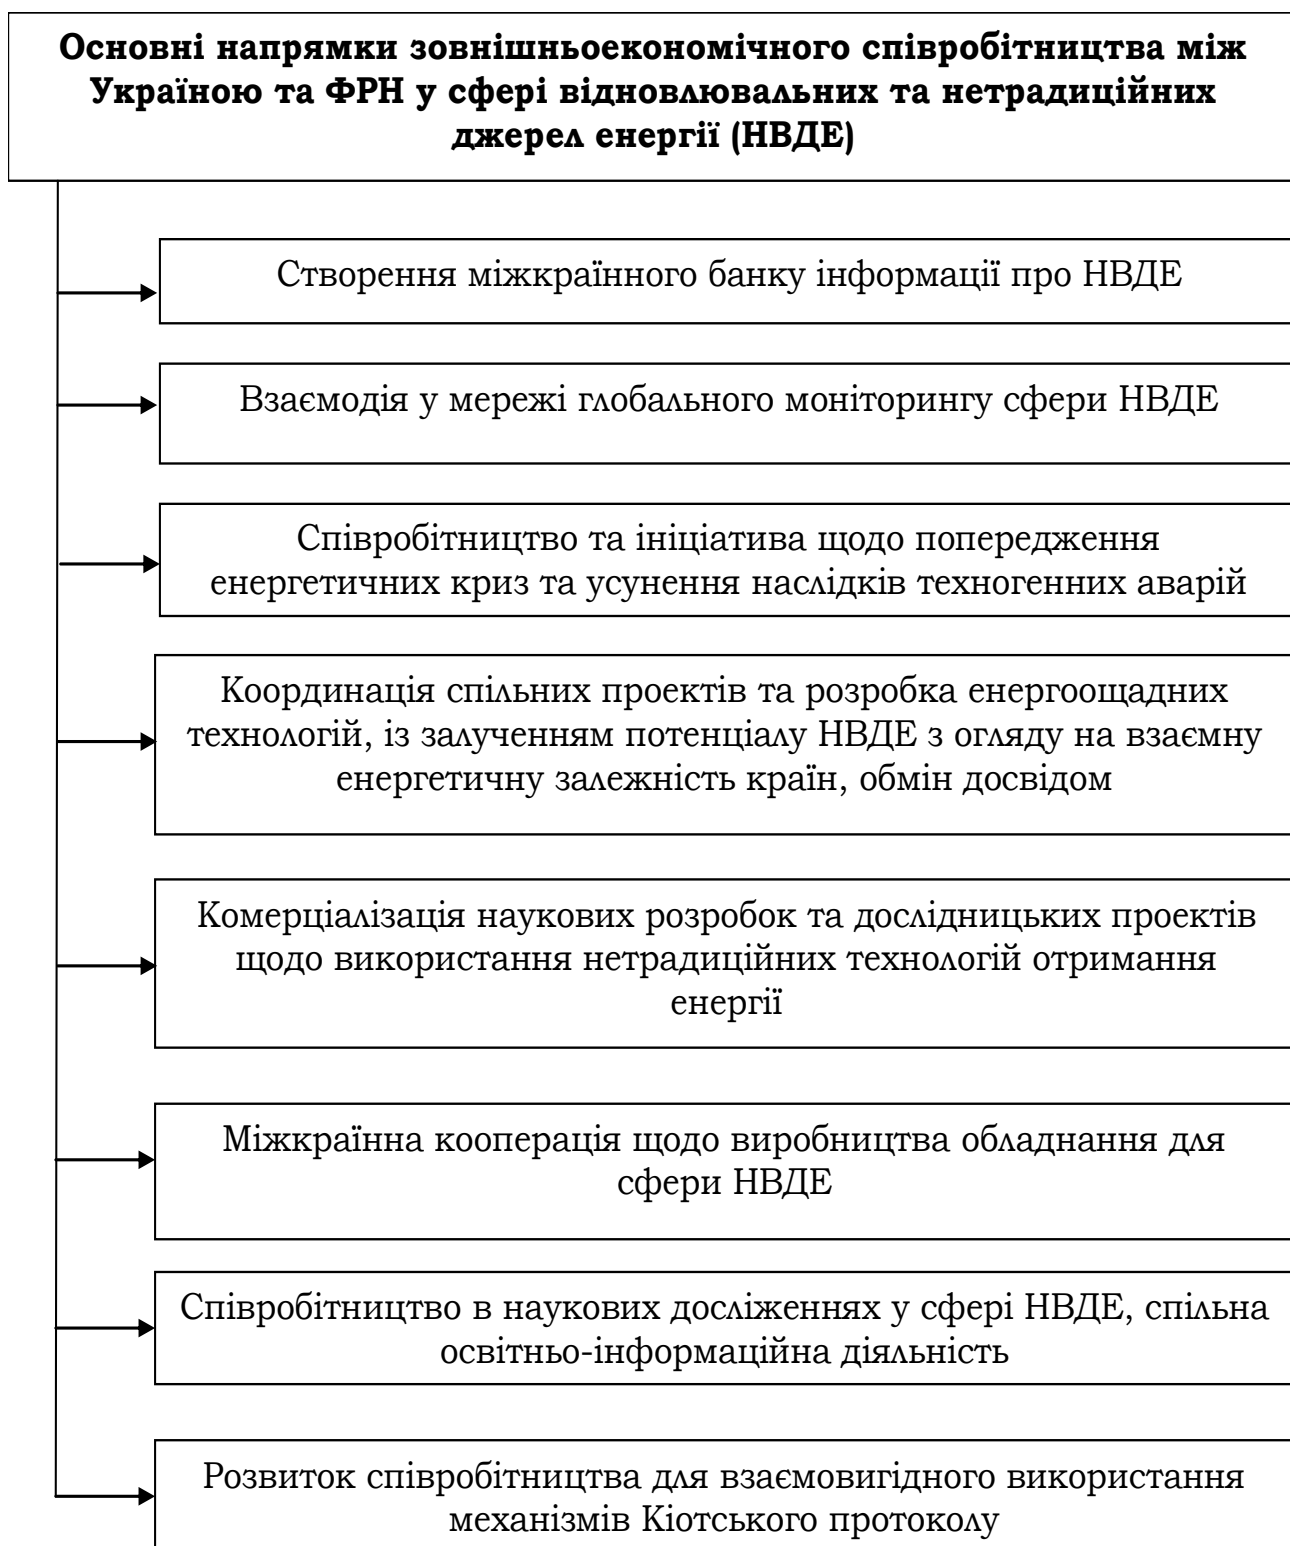 Основні напрямки зовнішньоекономічного співробітництва між
Україною та ФРН у сфері відновлювальних та нетрадиційних
джерел енергії (НВДЕ)
Створення міжкраїнного банку інформації про НВДЕ
Взаємодія у мережі глобального моніторингу сфери НВДЕ
Співробітництво та ініціатива щодо попередження
енергетичних криз та усунення наслідків техногенних аварій
Координація спільних проектів та розробка енергоощадних
технологій, із залученням потенціалу НВДЕ з огляду на взаємну
енергетичну залежність країн, обмін досвідом
Комерціалізація наукових розробок та дослідницьких проектів
щодо використання нетрадиційних технологій отримання
енергії
Міжкраїнна кооперація щодо виробництва обладнання для
сфери НВДЕ
Співробітництво в наукових досліженнях у сфері НВДЕ, спільна
освітньо-інформаційна діяльність
Розвиток співробітництва для взаємовигідного використання
механізмів Кіотського протоколу